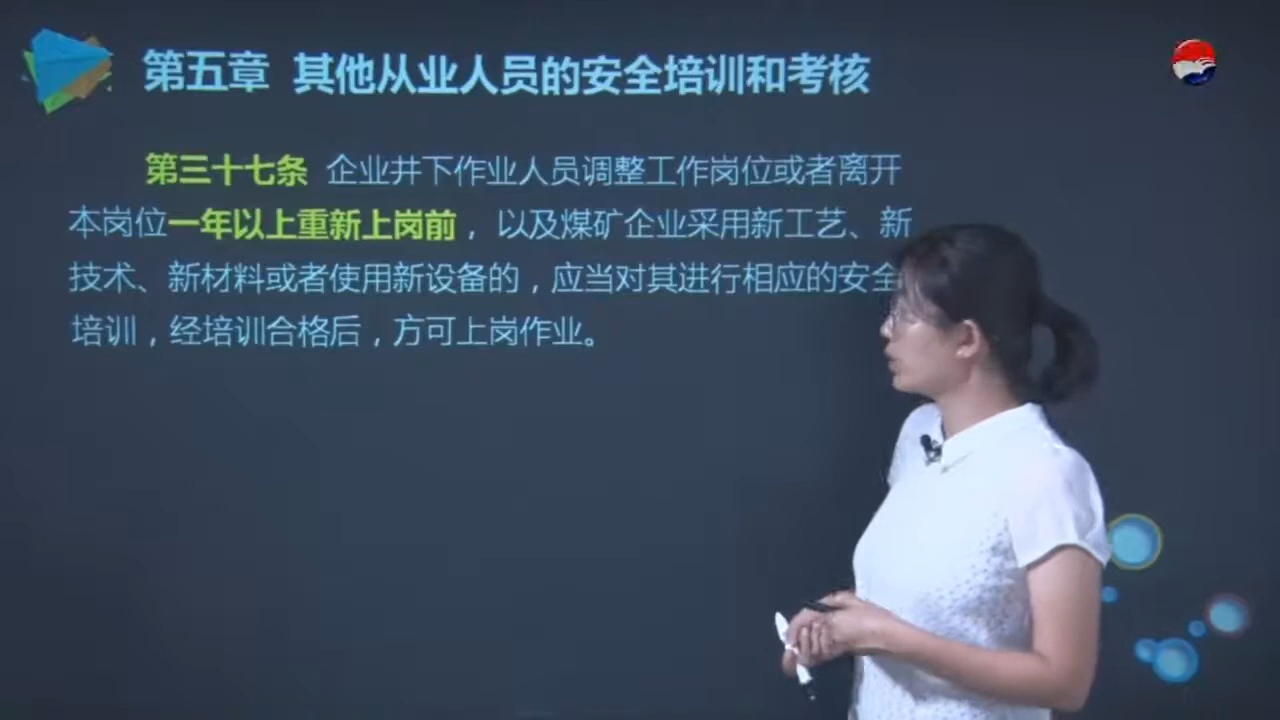 第五章 其他从业人员的安全培训和考核
第三十七条 企业井下作业人员调整工作岗位或者离开
本岗位一年以上重新上岗前，以及煤矿企业采用新工艺、新
技术、新材料或者使用新设备的，应当对其进行相应的安全
培训，经培训合格后，方可上岗作业。